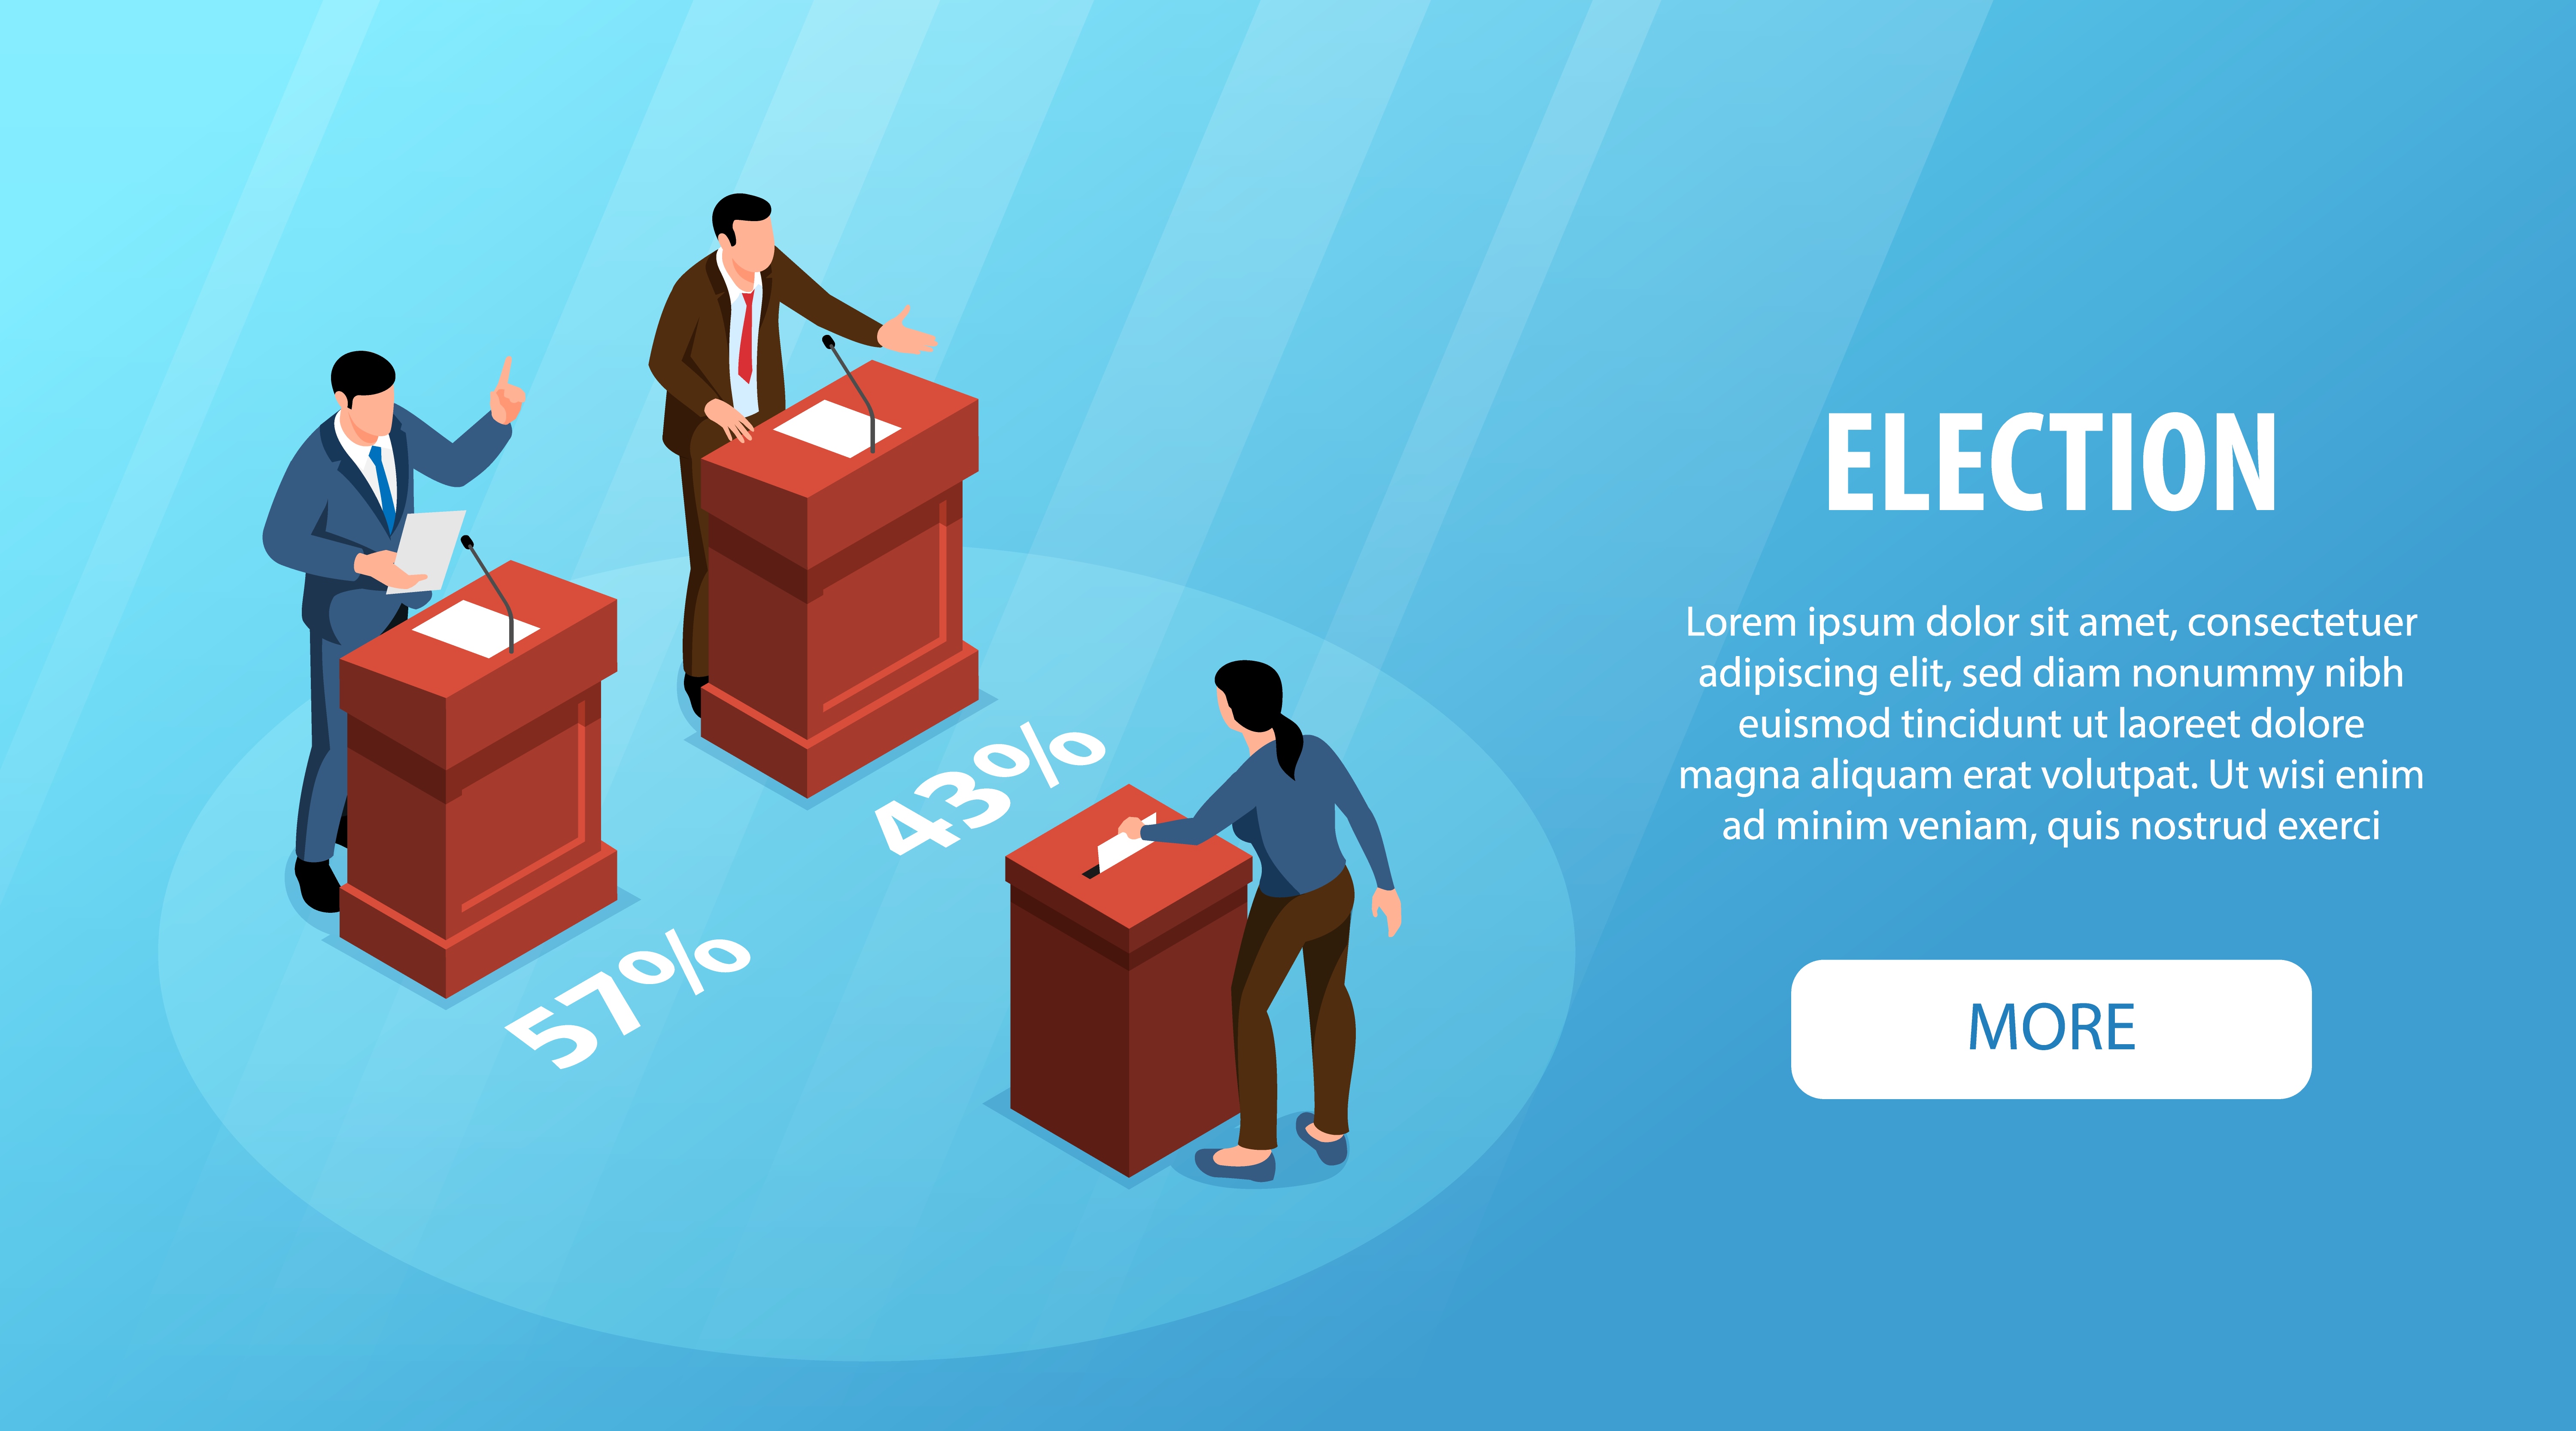 43%
57%
ELECTION
Lorem ipsum dolor sit amet, consectetuer
adipiscing elit, sed diam nonummy nibh
euismod tincidunt ut laoreet dolore
magna aliquam erat volutpat. Ut wisi enim
ad minim veniam, quis nostrud exerci
MORE